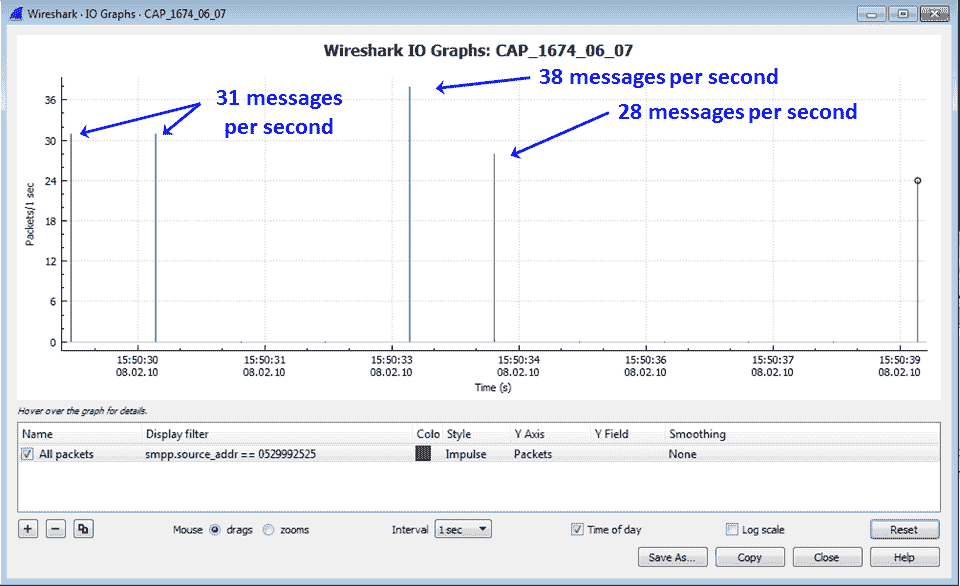 Wireshark · IO Graphs · CAP_1674_06_07
Wireshark IO Graphs: CAP_1674_06_07
38 messages per second
31 messages
per second
28 messages per second
Packets/1 sec
36
30
24
18
12
6
0
15:50:30 15:50:31 15:50:33 15:50:34 15:50:36 15:50:37 15:50:39
08.02.10 08.02.10 08.02.10 08.02.10 08.02.10 08.02.10 08.02.10
Time (s)
Hover over the graph for details.
Name Display filter Colo Style Y Axis Y Field Smoothing
All packets smpp.source_addr == 0529992525 Impulse Packets None
+ − Mouse drags zooms Interval 1 sec Time of day Log scale Reset
Save As... Copy Close Help